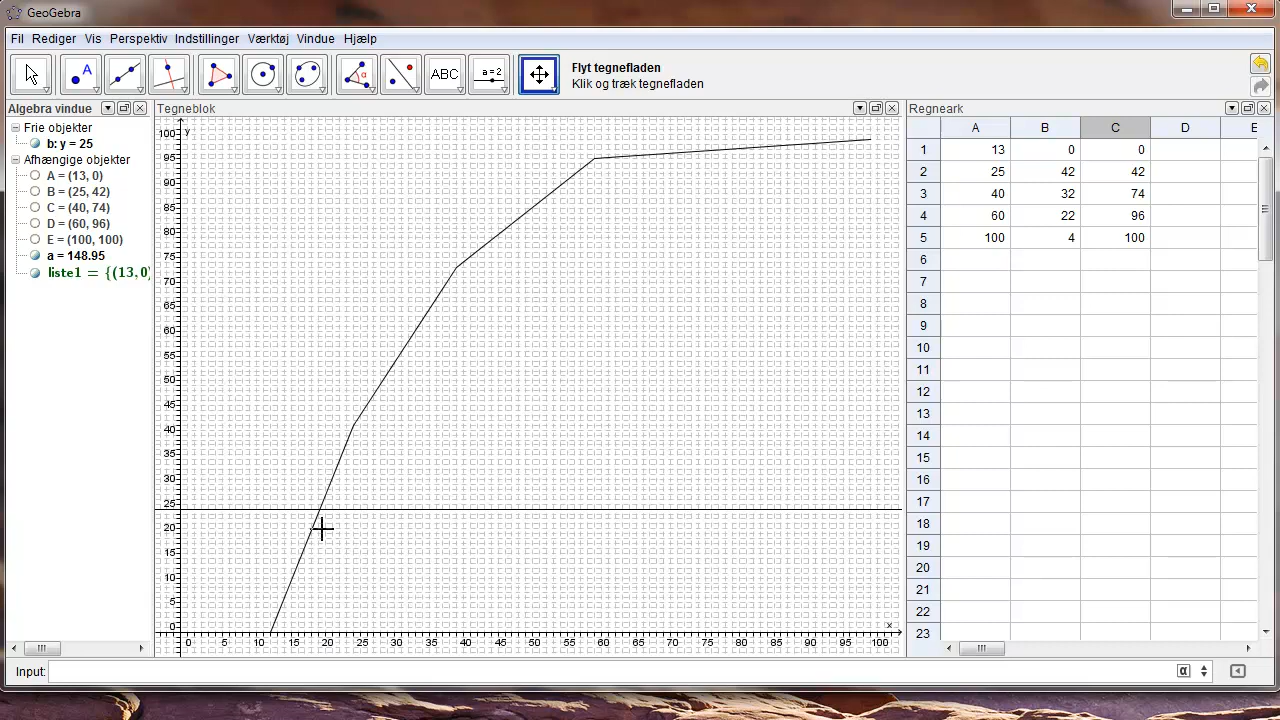 GeoGebra
Fil Rediger Vis Perspektiv Indstillinger Værktøj Vindue Hjælp
A
α
ABC
a = 2
Flyt tegnefladen
Klik og træk tegnefladen
Algebra vindue
Frie objekter
b: y = 25
Afhængige objekter
A = (13, 0)
B = (25, 42)
C = (40, 74)
D = (60, 96)
E = (100, 100)
a = 148.95
liste1 = {(13,0)
Tegneblok
y
100
95
90
85
80
75
70
65
60
55
50
45
40
35
30
25
20
15
10
5
0
x
0 5 10 15 20 25 30 35 40 45 50 55 60 65 70 75 80 85 90 95 100
Regneark
A B C D E
1 13 0 0
2 25 42 42
3 40 32 74
4 60 22 96
5 100 4 100
6
7
8
9
10
11
12
13
14
15
16
17
18
19
20
21
22
23
Input:
α